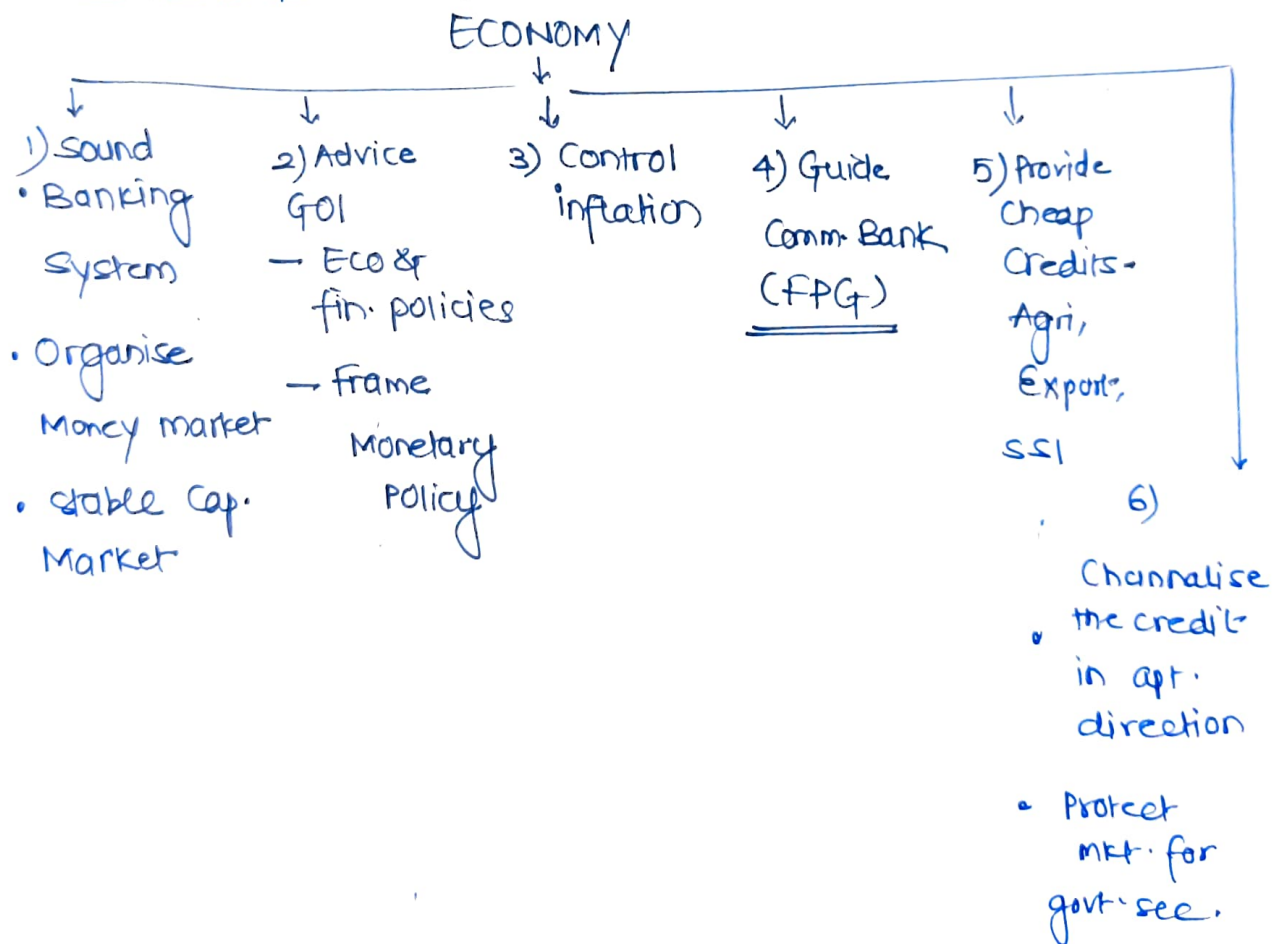 ECONOMY
1) Sound
• Banking
System
• Organise
Money market
• Stable Cap.
Market
2) Advice
GOI
— Eco &
fin. policies
— Frame
Monetary
Policy
3) Control
inflation
4) Guide
Comm. Bank
(FPG)
5) Provide
Cheap
Credits-
Agri,
Export,
SSI
6)
Channalise
• the credit
in apt.
direction
• Protect
mkt. for
govt. sec.